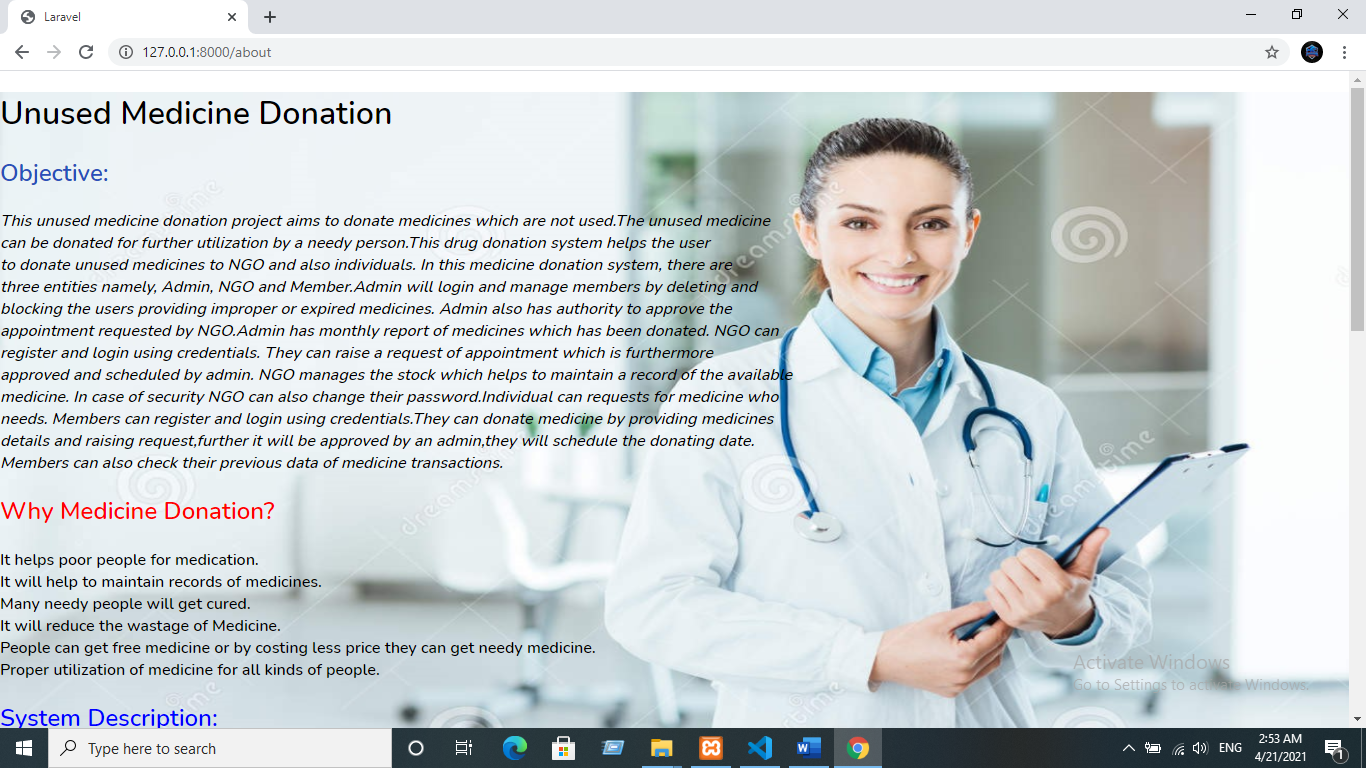 Laravel
127.0.0.1:8000/about
Unused Medicine Donation
Objective:
This unused medicine donation project aims to donate medicines which are not used.The unused medicine
can be donated for further utilization by a needy person.This drug donation system helps the user
to donate unused medicines to NGO and also individuals. In this medicine donation system, there are
three entities namely, Admin, NGO and Member.Admin will login and manage members by deleting and
blocking the users providing improper or expired medicines. Admin also has authority to approve the
appointment requested by NGO.Admin has monthly report of medicines which has been donated. NGO can
register and login using credentials. They can raise a request of appointment which is furthermore
approved and scheduled by admin. NGO manages the stock which helps to maintain a record of the available
medicine. In case of security NGO can also change their password.Individual can requests for medicine who
needs. Members can register and login using credentials.They can donate medicine by providing medicines
details and raising request,further it will be approved by an admin,they will schedule the donating date.
Members can also check their previous data of medicine transactions.
Why Medicine Donation?
It helps poor people for medication.
It will help to maintain records of medicines.
Many needy people will get cured.
It will reduce the wastage of Medicine.
People can get free medicine or by costing less price they can get needy medicine.
Proper utilization of medicine for all kinds of people.
System Description:
dreamstime
dreamstime
dreamstime
dreamstime
dreamstime
dreamstime
Activate Windows
Go to Settings to activate Windows.
Type here to search
ENG
2:53 AM
4/21/2021
1